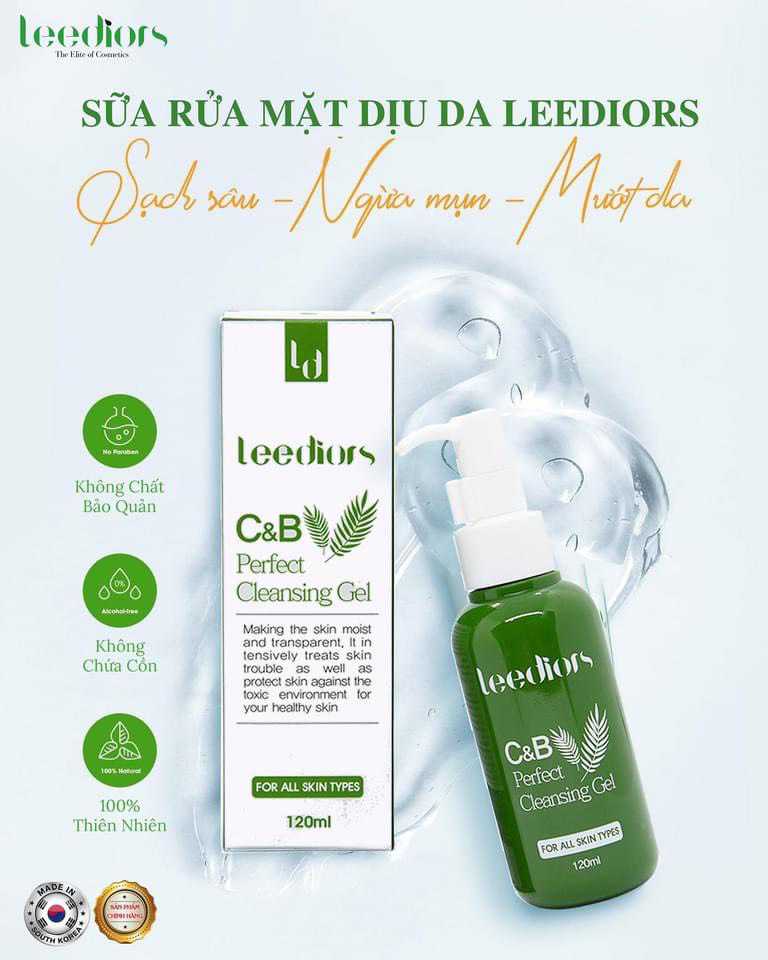 Leediors
The Elite of Cosmetics
SỮA RỬA MẶT DỊU DA LEEDIORS
Sạch sâu – Ngừa mụn – Mướt da
Ld
Leediors
C&B
Perfect
Cleansing Gel
Making the skin moist
and transparent, It in
tensively treats skin
trouble as well as
protect skin against the
toxic environment for
your healthy skin
FOR ALL SKIN TYPES
120ml
No Paraben
Không Chất
Bảo Quản
0%
Alcohol-free
Không
Chứa Cồn
100% Natural
100%
Thiên Nhiên
Leediors
C&B
Perfect
Cleansing Gel
FOR ALL SKIN TYPES
120ml
MADE IN
SOUTH KOREA
SẢN PHẨM
CHÍNH HÃNG